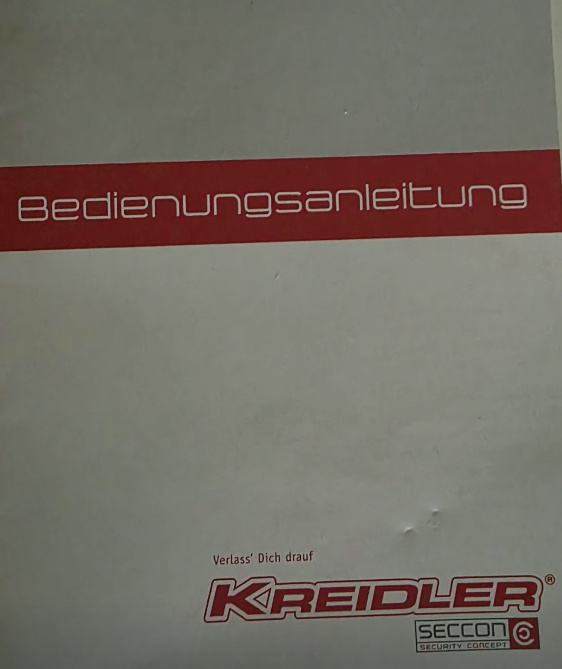 Bedienungsanleitung
Verlass' Dich drauf
KREIDLER®
SECCON
SECURITY CONCEPT